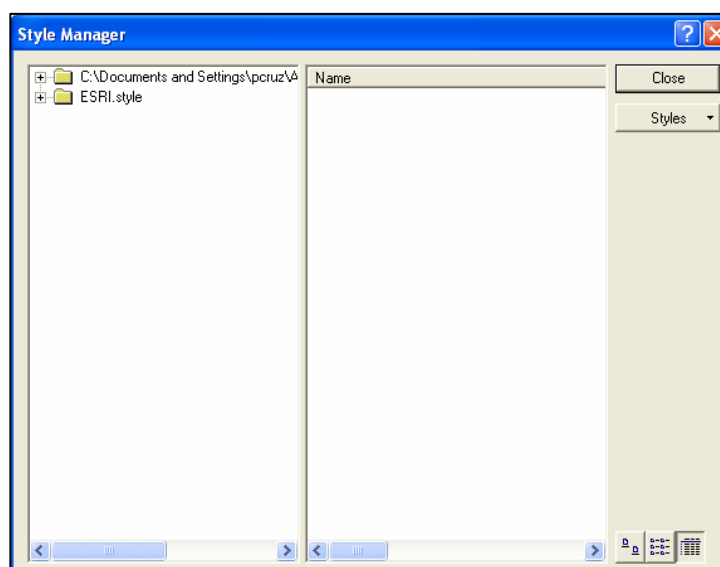 Style Manager
C:\Documents and Settings\pcruz\A
ESRI.style
Name
Close
Styles